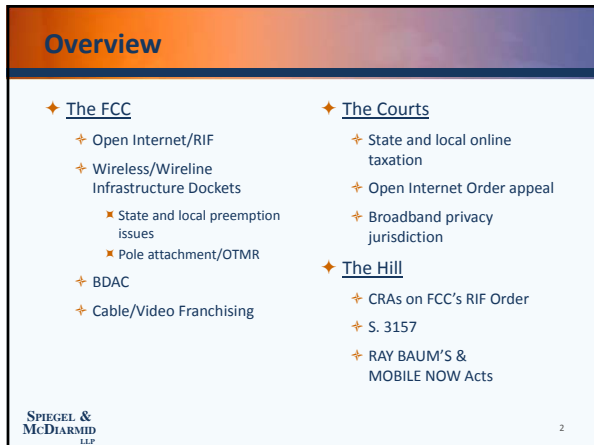 Overview
The FCC
Open Internet/RIF
Wireless/Wireline
Infrastructure Dockets
State and local preemption
issues
Pole attachment/OTMR
BDAC
Cable/Video Franchising
The Courts
State and local online
taxation
Open Internet Order appeal
Broadband privacy
jurisdiction
The Hill
CRAs on FCC's RIF Order
S. 3157
RAY BAUM'S &
MOBILE NOW Acts
SPIEGEL &
MCDIARMID
LLP
2